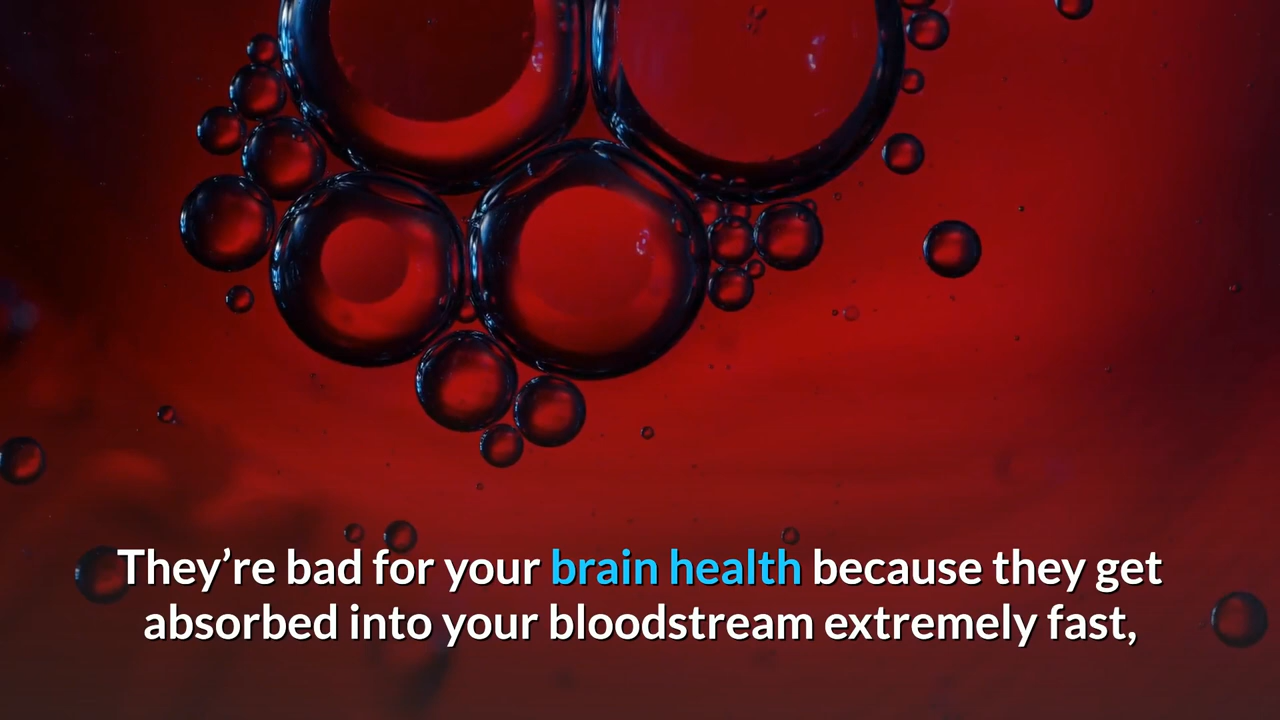 They’re bad for your brain health because they get
absorbed into your bloodstream extremely fast,